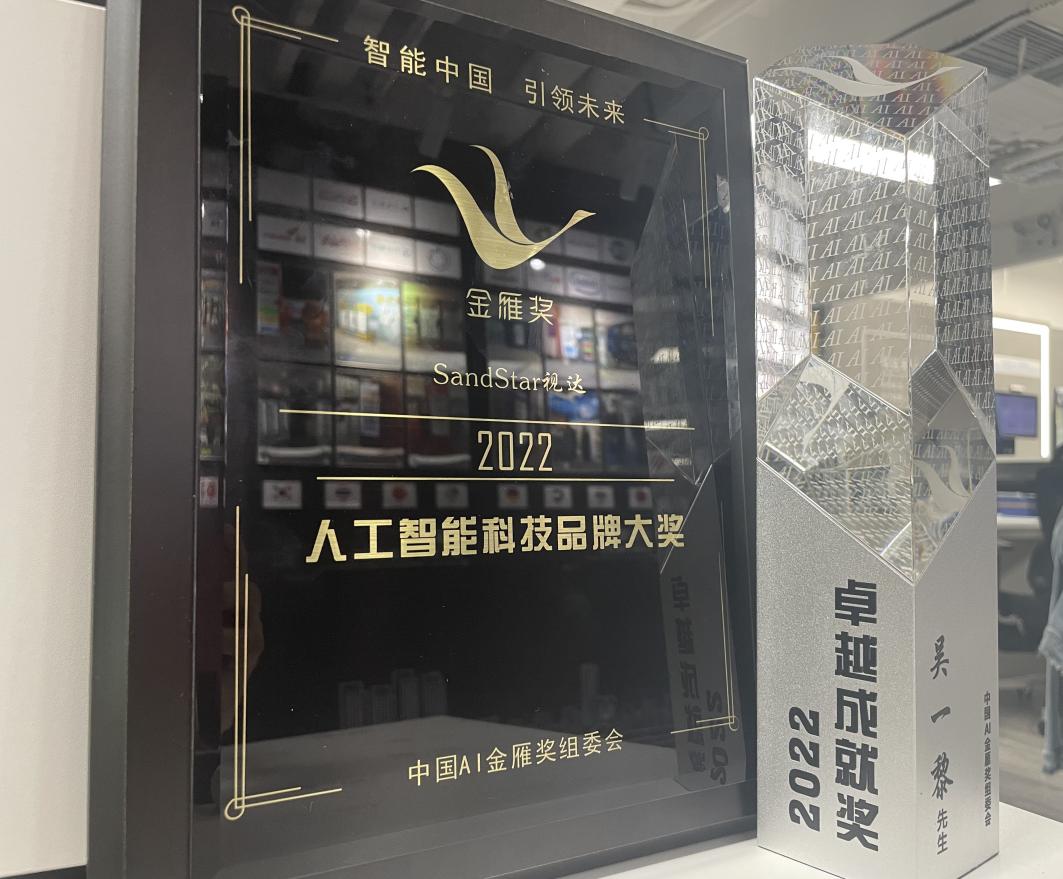 智能中国 引领未来
金雁奖
SandStar视达
2022
人工智能科技品牌大奖
中国AI金雁奖组委会
2022
卓越成就奖
吴一黎先生
中国AI金雁奖组委会